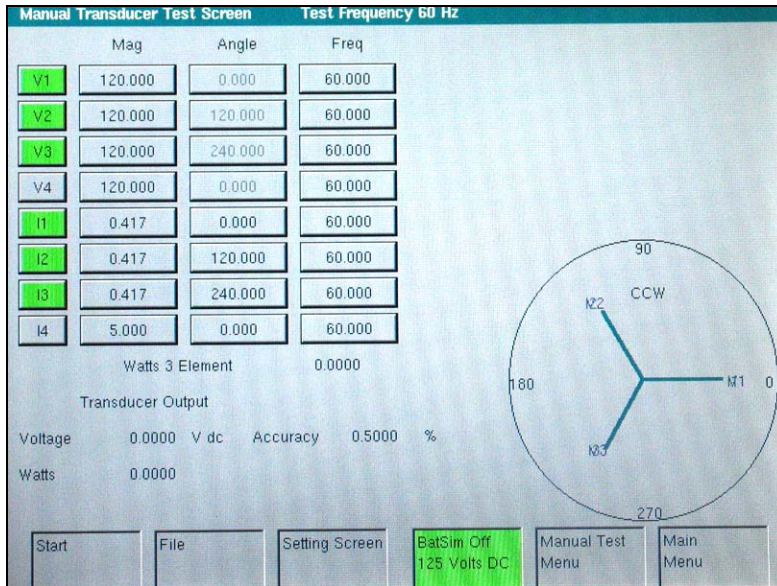 Manual Transducer Test Screen Test Frequency 60 Hz
Mag Angle Freq
V1 120.000 0.000 60.000
V2 120.000 120.000 60.000
V3 120.000 240.000 60.000
V4 120.000 0.000 60.000
I1 0.417 0.000 60.000
I2 0.417 120.000 60.000
I3 0.417 240.000 60.000
I4 5.000 0.000 60.000
Watts 3 Element 0.0000
Transducer Output
Voltage 0.0000 V dc Accuracy 0.5000 %
Watts 0.0000
90
CCW
180
0
270
Start
File
Setting Screen
BatSim Off
125 Volts DC
Manual Test
Menu
Main
Menu